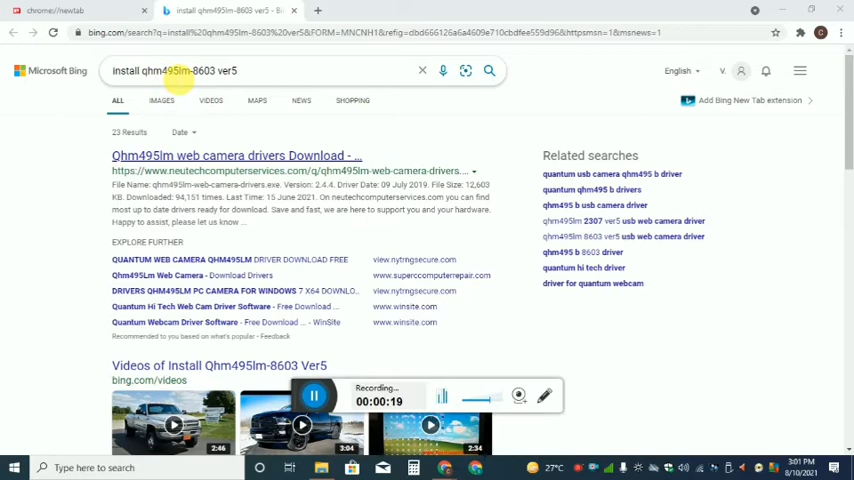 chrome://newtab
install qhm495lm-8603 ver5 - Bi
bing.com/search?q=install%20qhm495lm-8603%20ver5&FORM=MNCNH1&refig=dbd666126a6a4609e710c0350dddd99e&httpsmsn=1&msnews=1
C
Microsoft Bing
install qhm495lm-8603 ver5
English
V.
ALL
IMAGES
VIDEOS
MAPS
NEWS
SHOPPING
Add Bing New Tab extension
23 Results
Date
Qhm495lm web camera drivers Download - ...
https://www.neutechcomputerservices.com/q/qhm495lm-web-camera-drivers....
File Name: qhm495lm-web-camera-drivers.exe. Version: 2.4.4. Driver Date: 09 July 2019. File Size: 12,603
KB. Downloaded: 94,151 times. Last Time: 15 June 2021. On neutechcomputerservices.com you can find
most up to date drivers ready for download. Save and fast, we are here to support you and your hardware.
Happy to assist, please let us know ...
EXPLORE FURTHER
QUANTUM WEB CAMERA QHM495LM DRIVER DOWNLOAD FREE
view.nytrngsecure.com
Qhm495Lm Web Camera - Download Drivers
www.superccomputerrepair.com
DRIVERS QHM495LM PC CAMERA FOR WINDOWS 7 X64 DOWNLO...
view.nytrngsecure.com
Quantum Hi Tech Web Cam Driver Software - Free Download ...
www.winsite.com
Quantum Webcam Driver Software - Free Download - WinSite
www.winsite.com
Recommended to you based on what's popular • Feedback
Related searches
quantum usb camera qhm495 b driver
quantum qhm495 b drivers
qhm495 b usb camera drivers
qhm495lm 2307 ver5 usb web camera driver
qhm495lm 8603 ver5 usb web camera driver
qhm495 b 8603 driver
quantum hi tech driver
driver for quantum webcam
Videos of Install Qhm495lm-8603 Ver5
bing.com/videos
2:46
3:04
2:34
Recording...
00:00:19
Type here to search
27°C
3:01 PM
8/10/2021